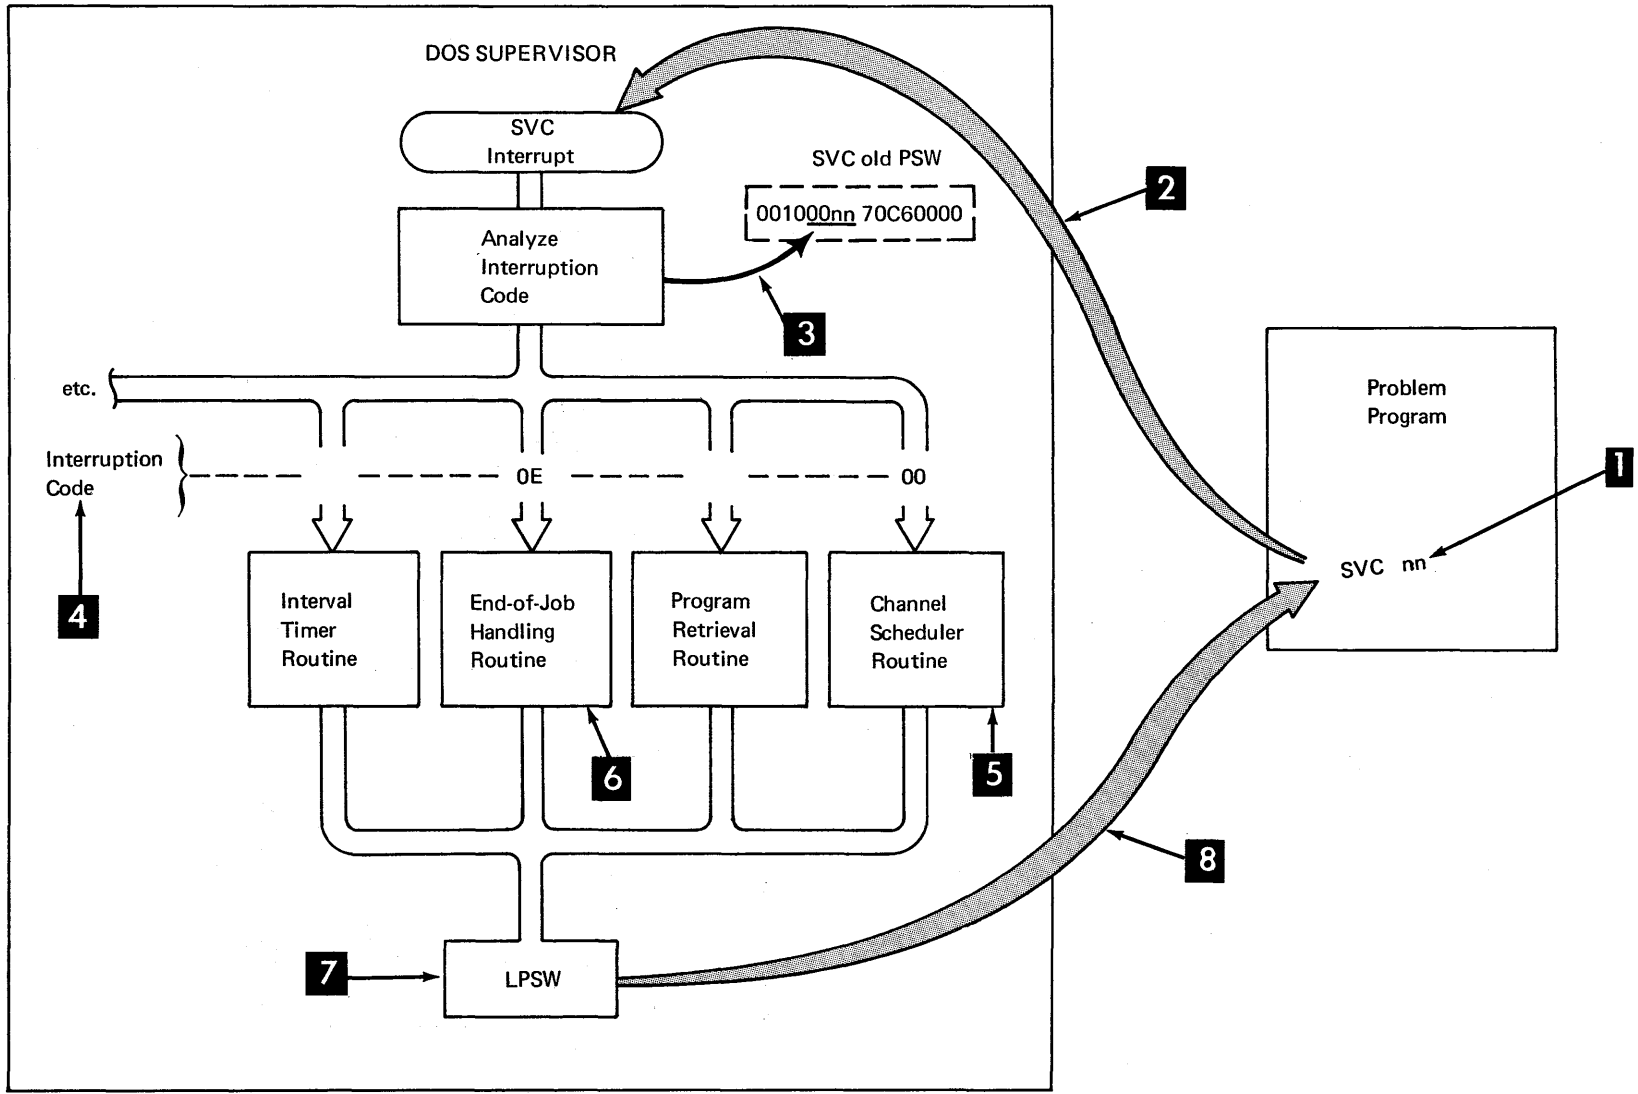 DOS SUPERVISOR
SVC
Interrupt
SVC old PSW
001000nn 70C60000
2
Analyze
Interruption
Code
3
etc.
Problem
Program
Interruption
Code
0E
00
1
SVC nn
4
Interval
Timer
Routine
End-of-Job
Handling
Routine
Program
Retrieval
Routine
Channel
Scheduler
Routine
6
5
8
7
LPSW